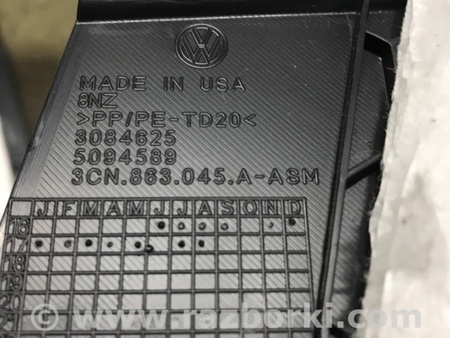 MADE IN USA
8NZ
>PP/PE-TD20<
3084625
5094589
3CN.863.045.A-ASM
J F M A M J J A S O N D
16
17
18
19
20
© www.razborki.com